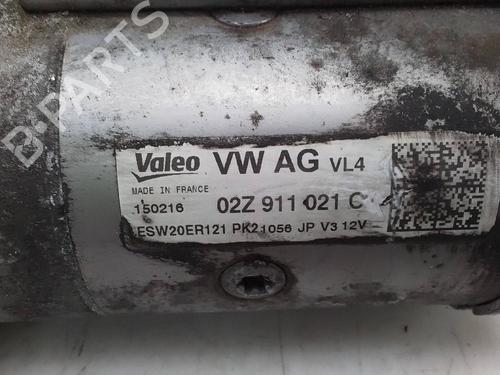 B-PARTS
Valeo VW AG VL4
MADE IN FRANCE
150216 02Z 911 021 C
ESW20ER121 PK21056 JP V3 12V